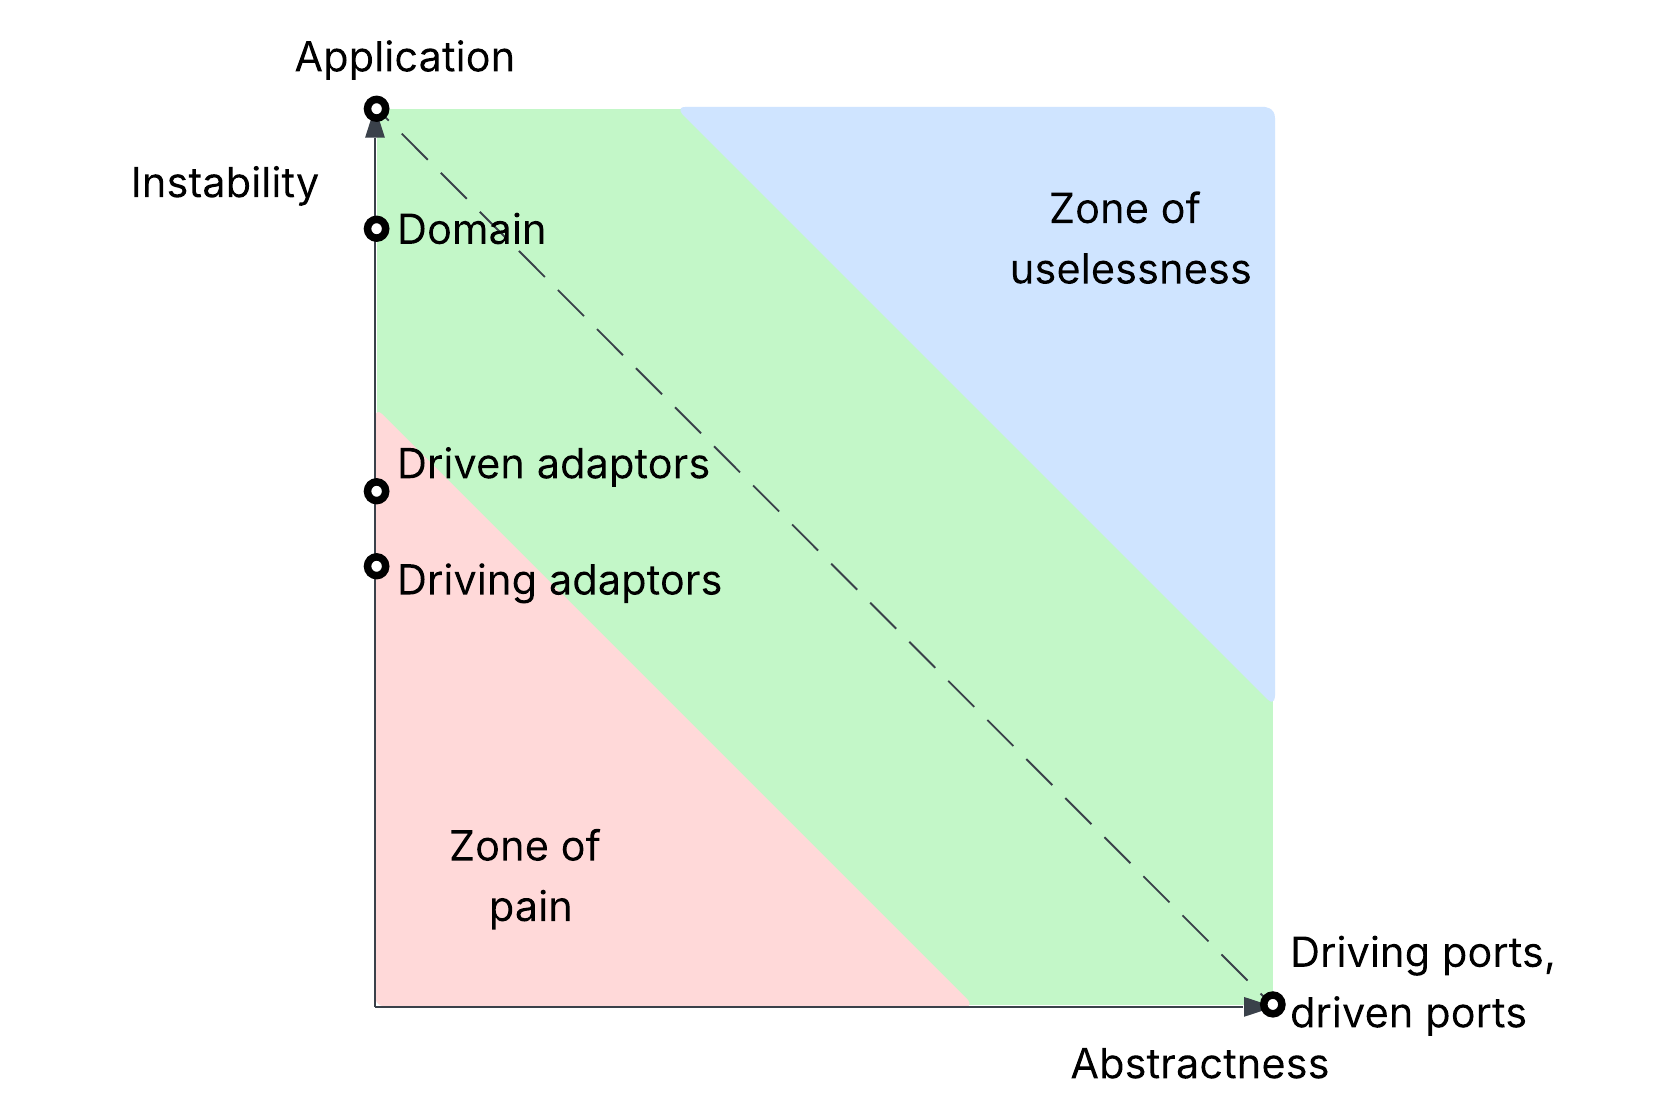 Application
Instability
Domain
Zone of
uselessness
Driven adaptors
Driving adaptors
Zone of
pain
Driving ports,
driven ports
Abstractness